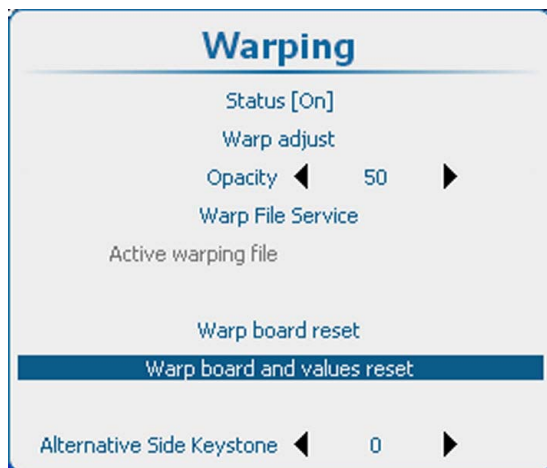 Warping
Status [On]
Warp adjust
Opacity 50
Warp File Service
Active warping file
Warp board reset
Warp board and values reset
Alternative Side Keystone 0